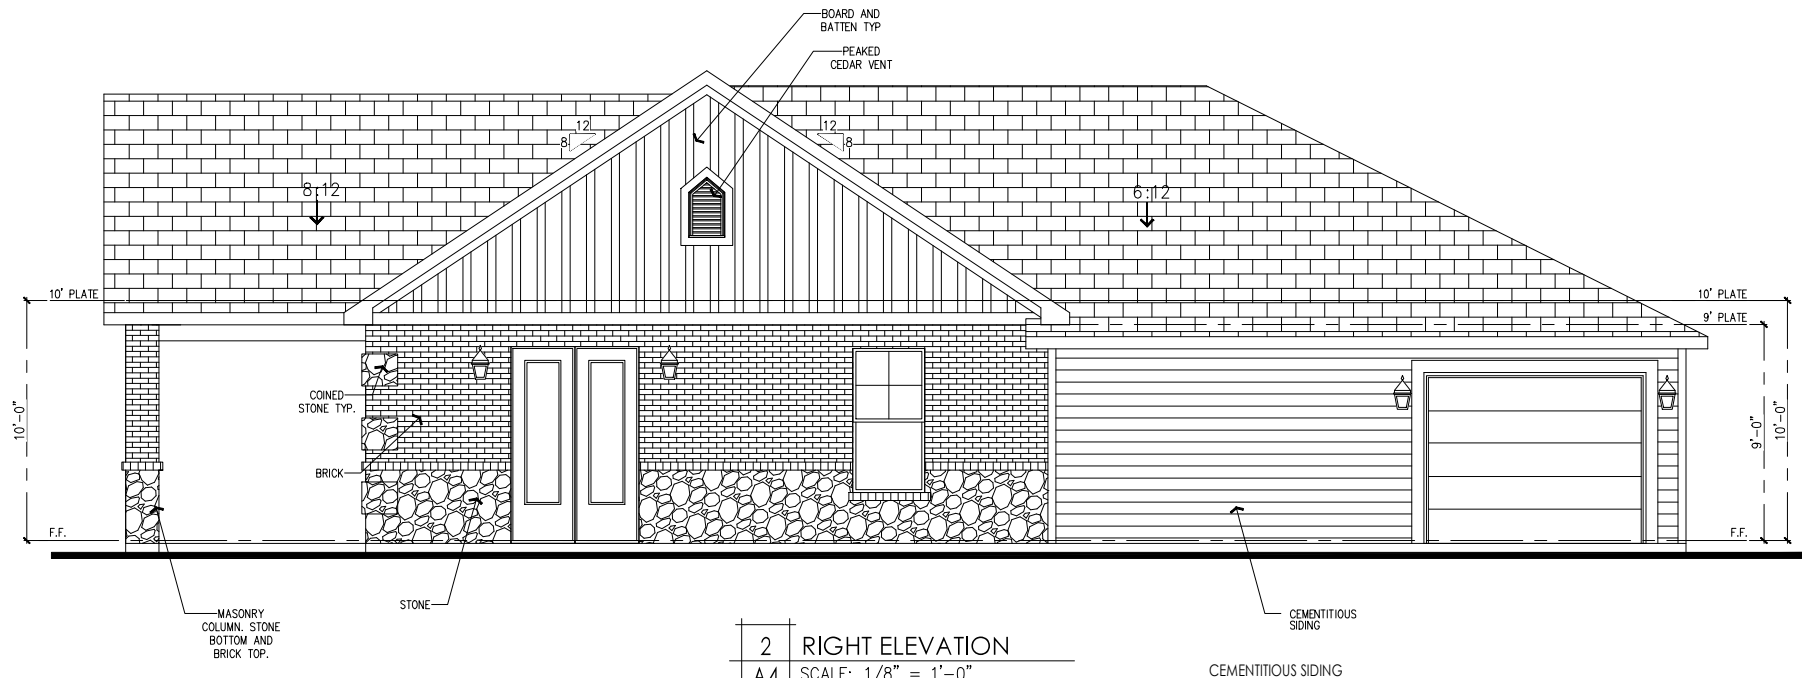 BOARD AND
BATTEN TYP
PEAKED
CEDAR VENT
12
8
12
8
8:12
6:12
10' PLATE
10' PLATE
9' PLATE
COINED
STONE TYP.
10'-0"
9'-0"
10'-0"
BRICK
F.F.
F.F.
STONE
MASONRY
COLUMN. STONE
BOTTOM AND
BRICK TOP.
CEMENTITIOUS
SIDING
2 RIGHT ELEVATION
A4 SCALE: 1/8" = 1'-0"
CEMENTITIOUS SIDING